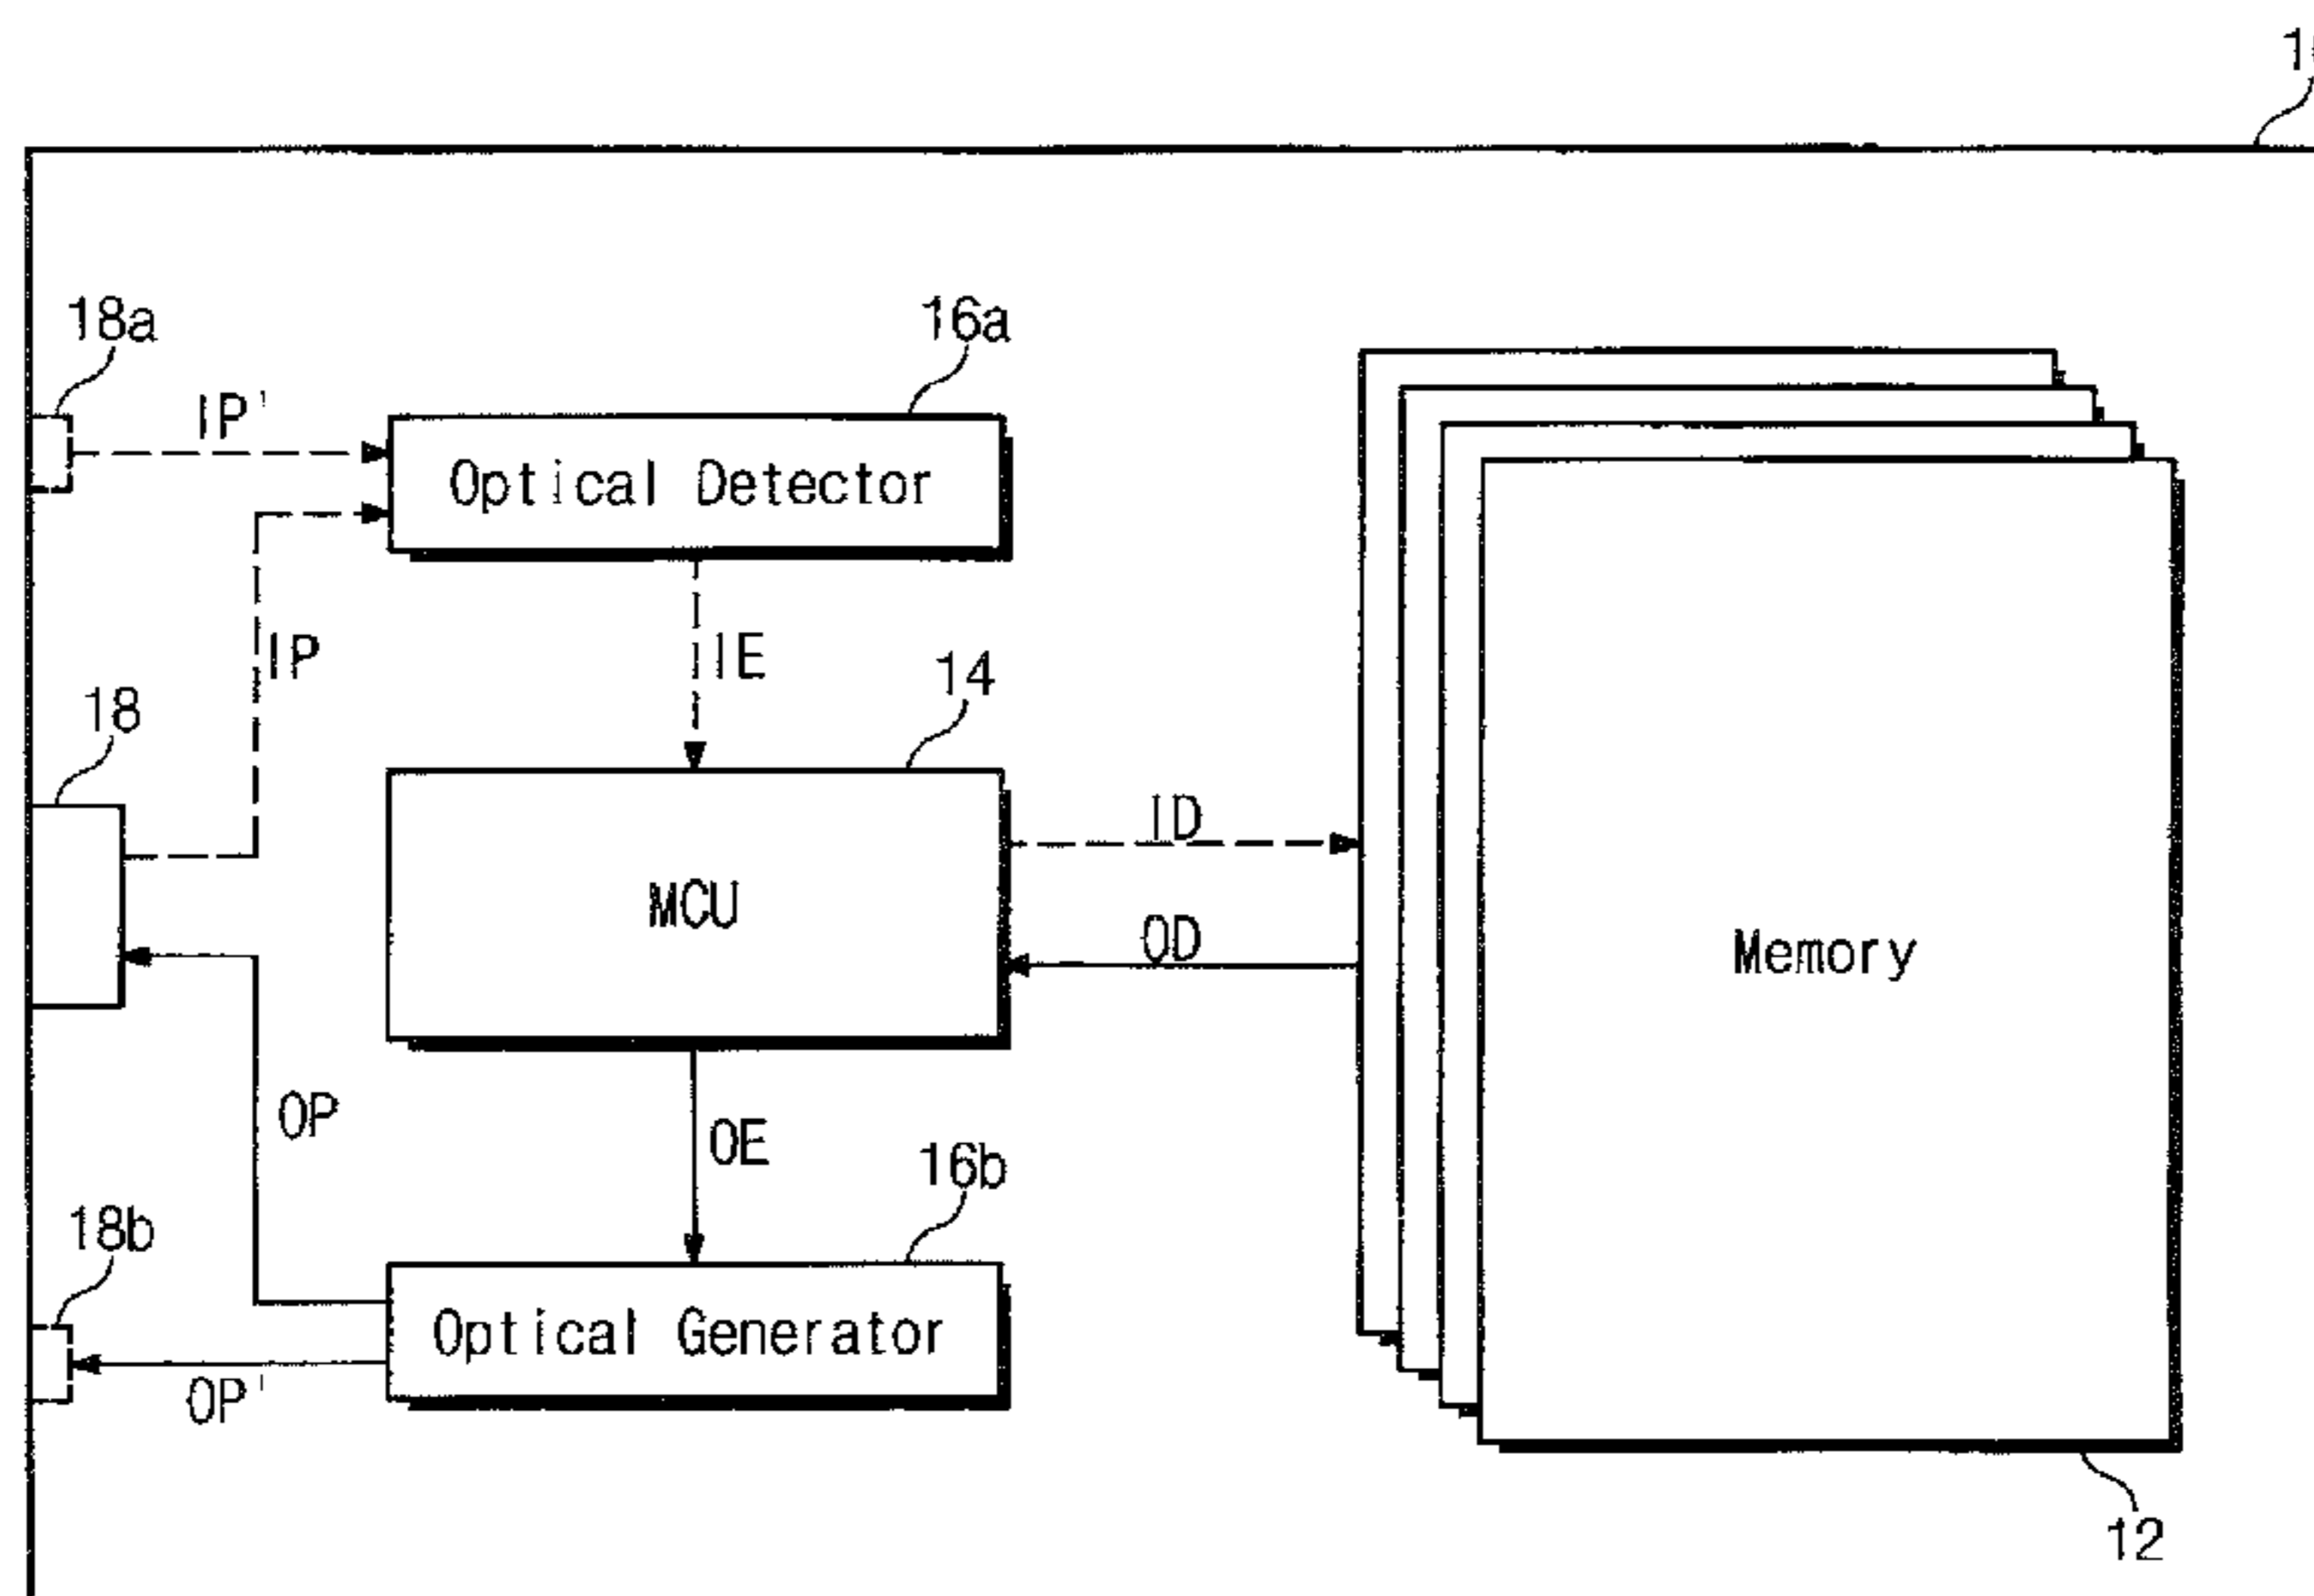 18a
16a
IP'
Optical Detector
IP
IE
14
18
ID
MCU
OD
Memory
OP
OE
16b
18b
Optical Generator
OP'
12